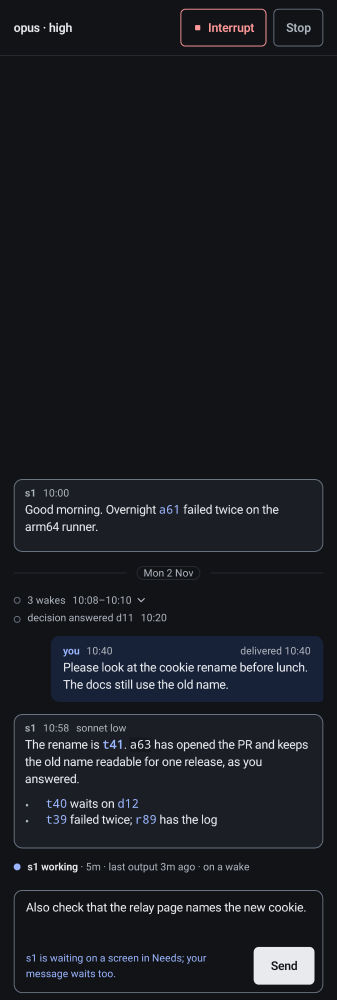 opus · high
Interrupt
Stop
s1 10:00
Good morning. Overnight a61 failed twice on the
arm64 runner.
Mon 2 Nov
3 wakes 10:08–10:10
decision answered d11 10:20
you 10:40 delivered 10:40
Please look at the cookie rename before lunch.
The docs still use the old name.
s1 10:58 sonnet low
The rename is t41. a63 has opened the PR and keeps
the old name readable for one release, as you
answered.
• t40 waits on d12
• t39 failed twice; r89 has the log
s1 working · 5m · last output 3m ago · on a wake
Also check that the relay page names the new cookie.
s1 is waiting on a screen in Needs; your
message waits too.
Send